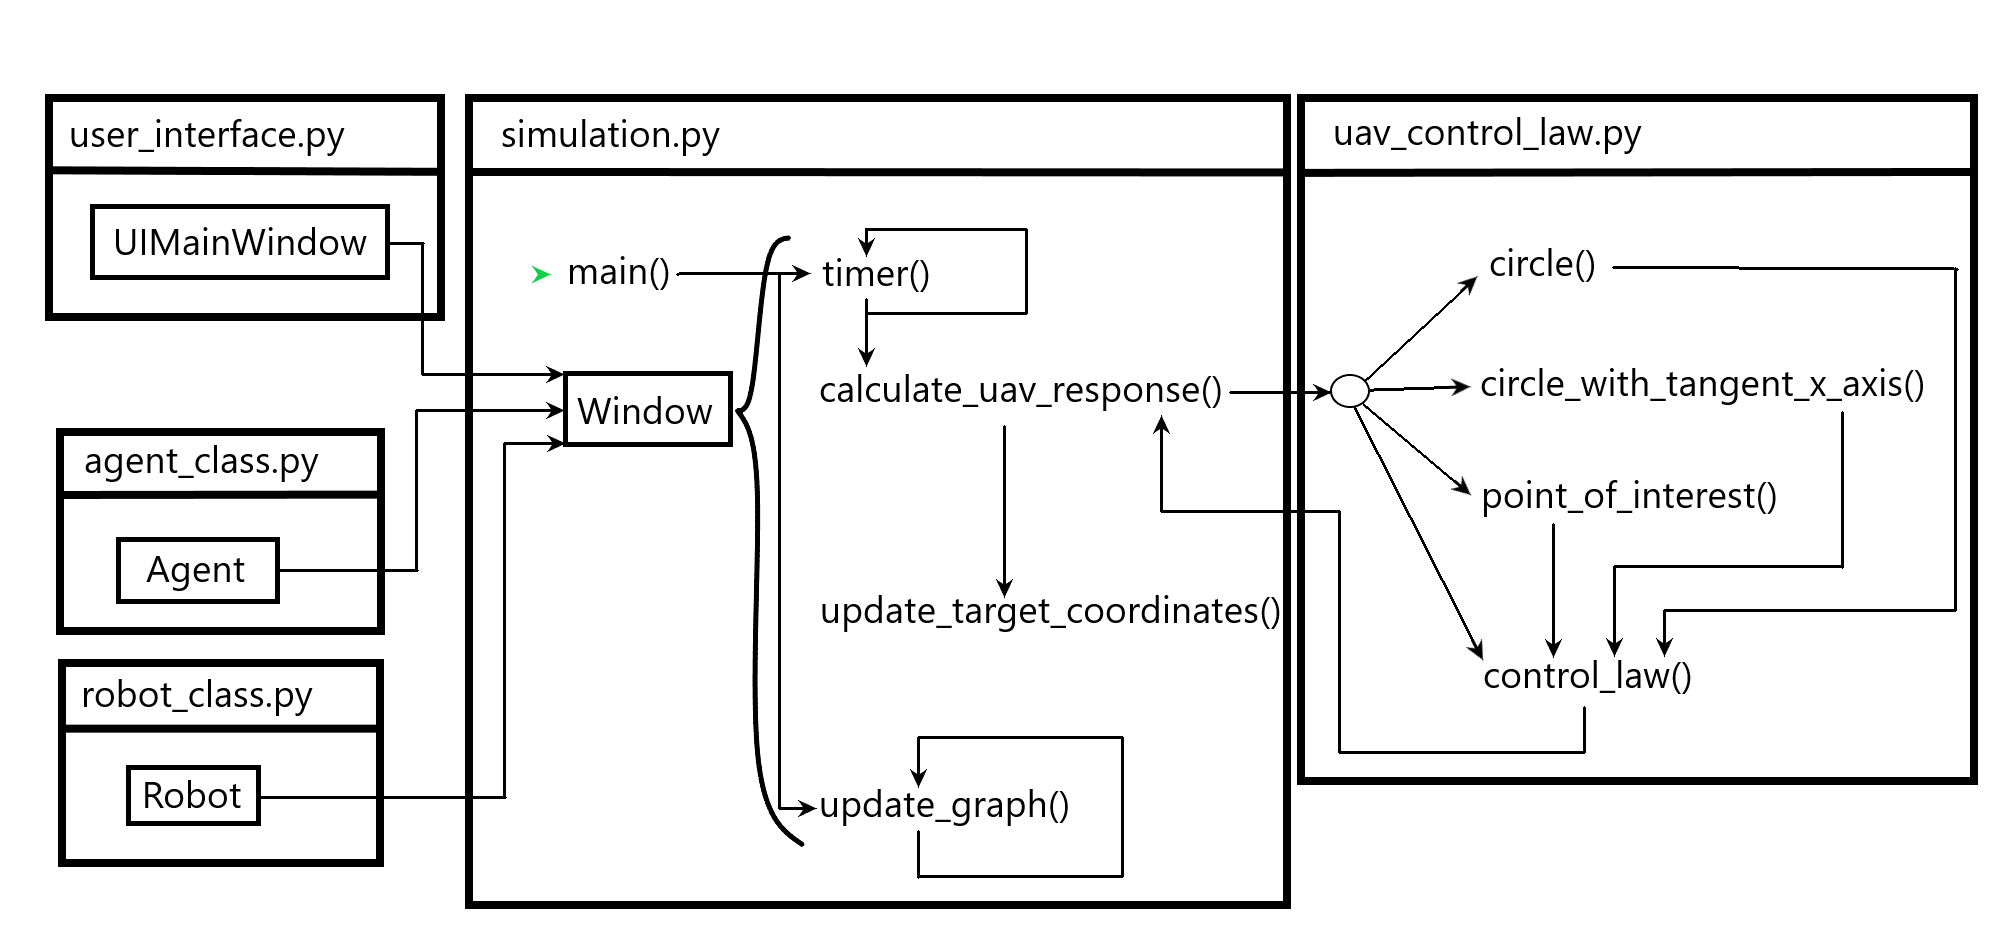 user_interface.py
UIMainWindow
agent_class.py
Agent
robot_class.py
Robot
simulation.py
main()
Window
timer()
calculate_uav_response()
update_target_coordinates()
update_graph()
uav_control_law.py
circle()
circle_with_tangent_x_axis()
point_of_interest()
control_law()